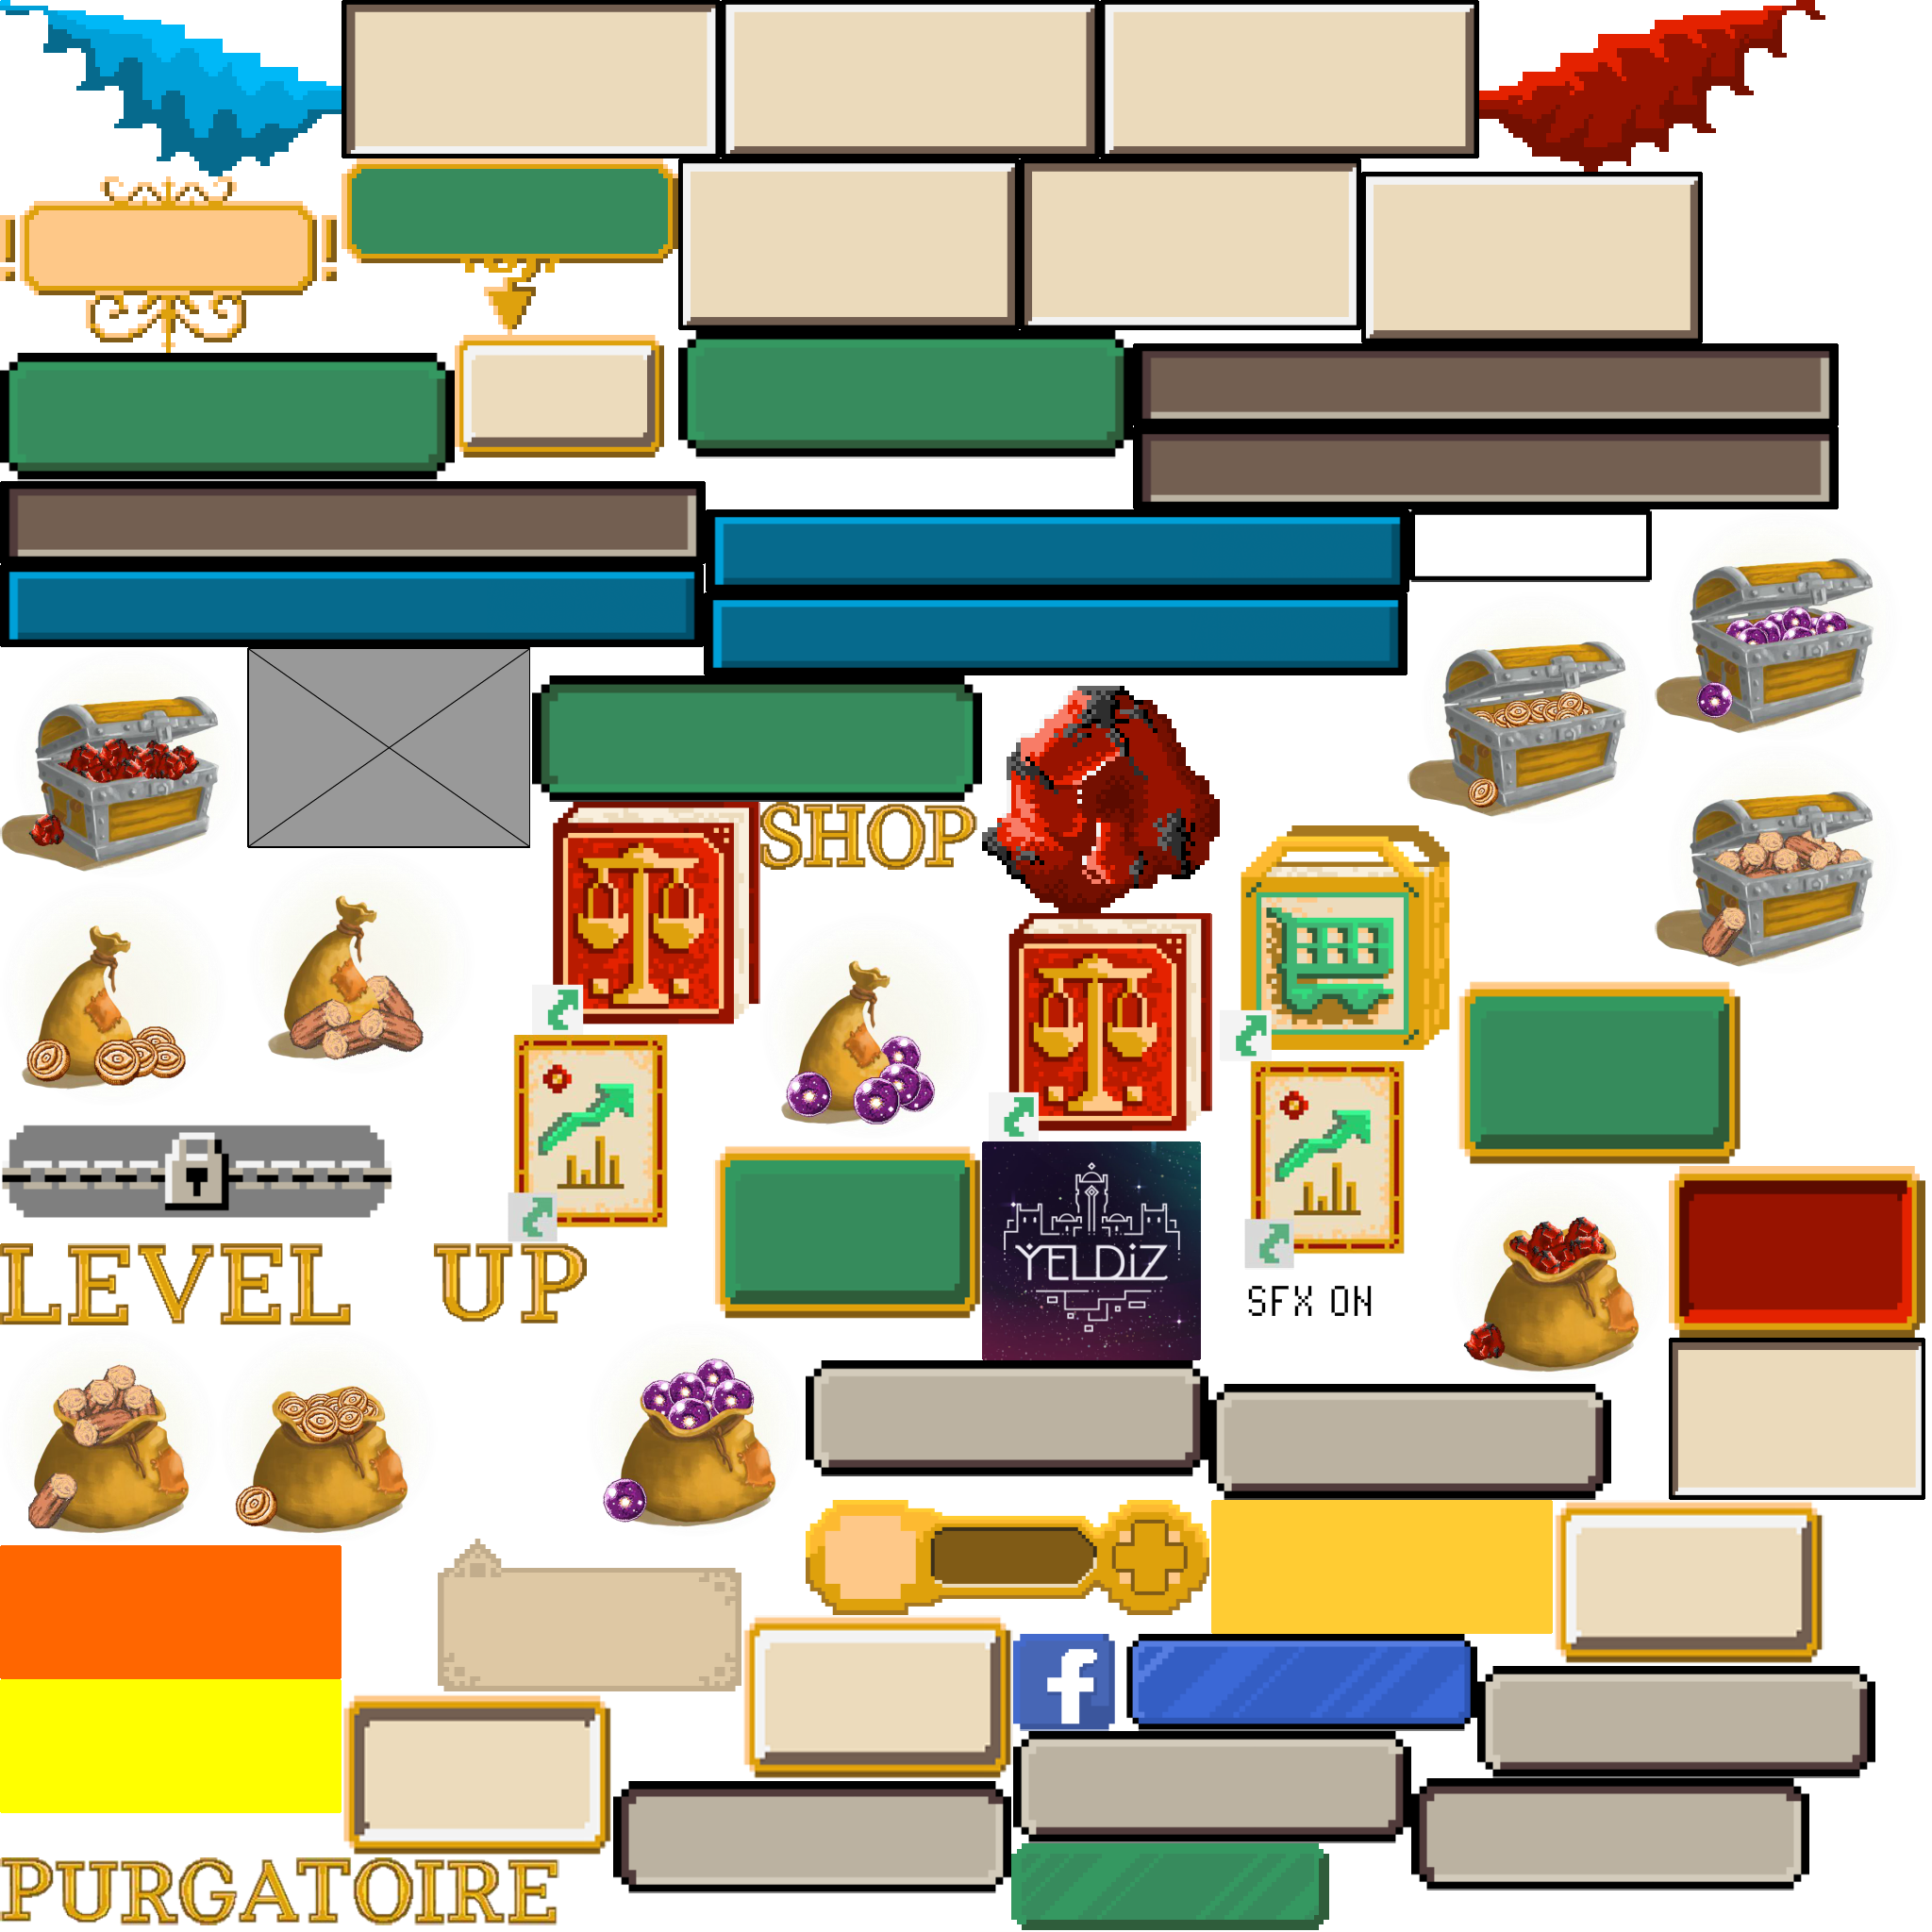 SHOP
YELDiZ
LEVEL UP
SFX ON
f
PURGATOIRE